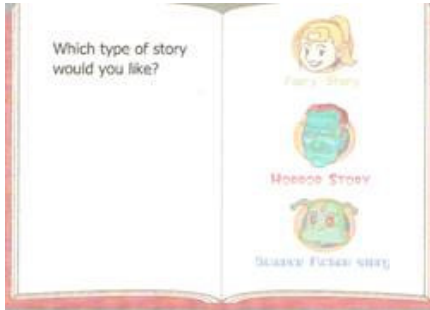 Which type of story
would you like?
Fairy Story
HORROR STORY
SCIENCE FICTION STORY